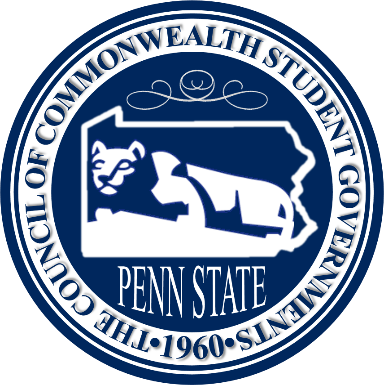 THE COUNCIL OF COMMONWEALTH STUDENT GOVERNMENTS
PENN STATE
•1960•